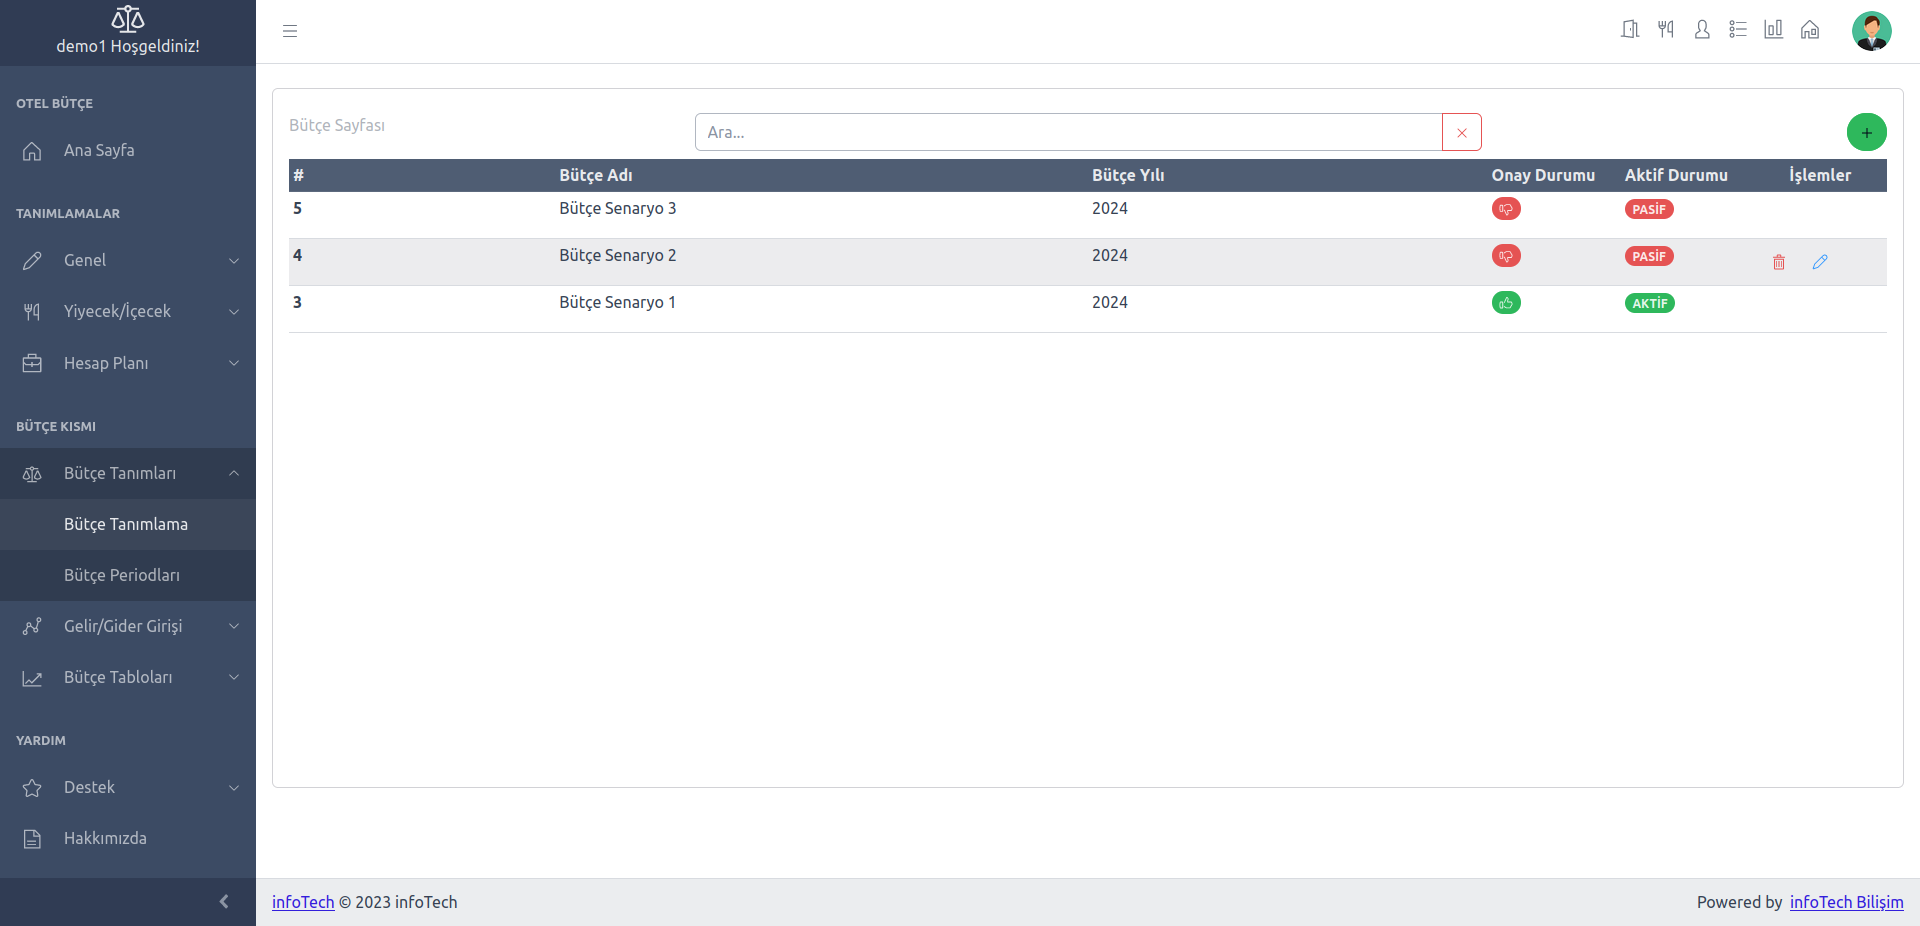 demo1 Hoşgeldiniz!
OTEL BÜTÇE
Ana Sayfa
TANIMLAMALAR
Genel
Yiyecek/İçecek
Hesap Planı
BÜTÇE KISMI
Bütçe Tanımları
Bütçe Tanımlama
Bütçe Periodları
Gelir/Gider Girişi
Bütçe Tabloları
YARDIM
Destek
Hakkımızda
Bütçe Sayfası
Ara...
# Bütçe Adı Bütçe Yılı Onay Durumu Aktif Durumu İşlemler
5 Bütçe Senaryo 3 2024 PASİF
4 Bütçe Senaryo 2 2024 PASİF
3 Bütçe Senaryo 1 2024 AKTİF
infoTech © 2023 infoTech
Powered by infoTech Bilişim